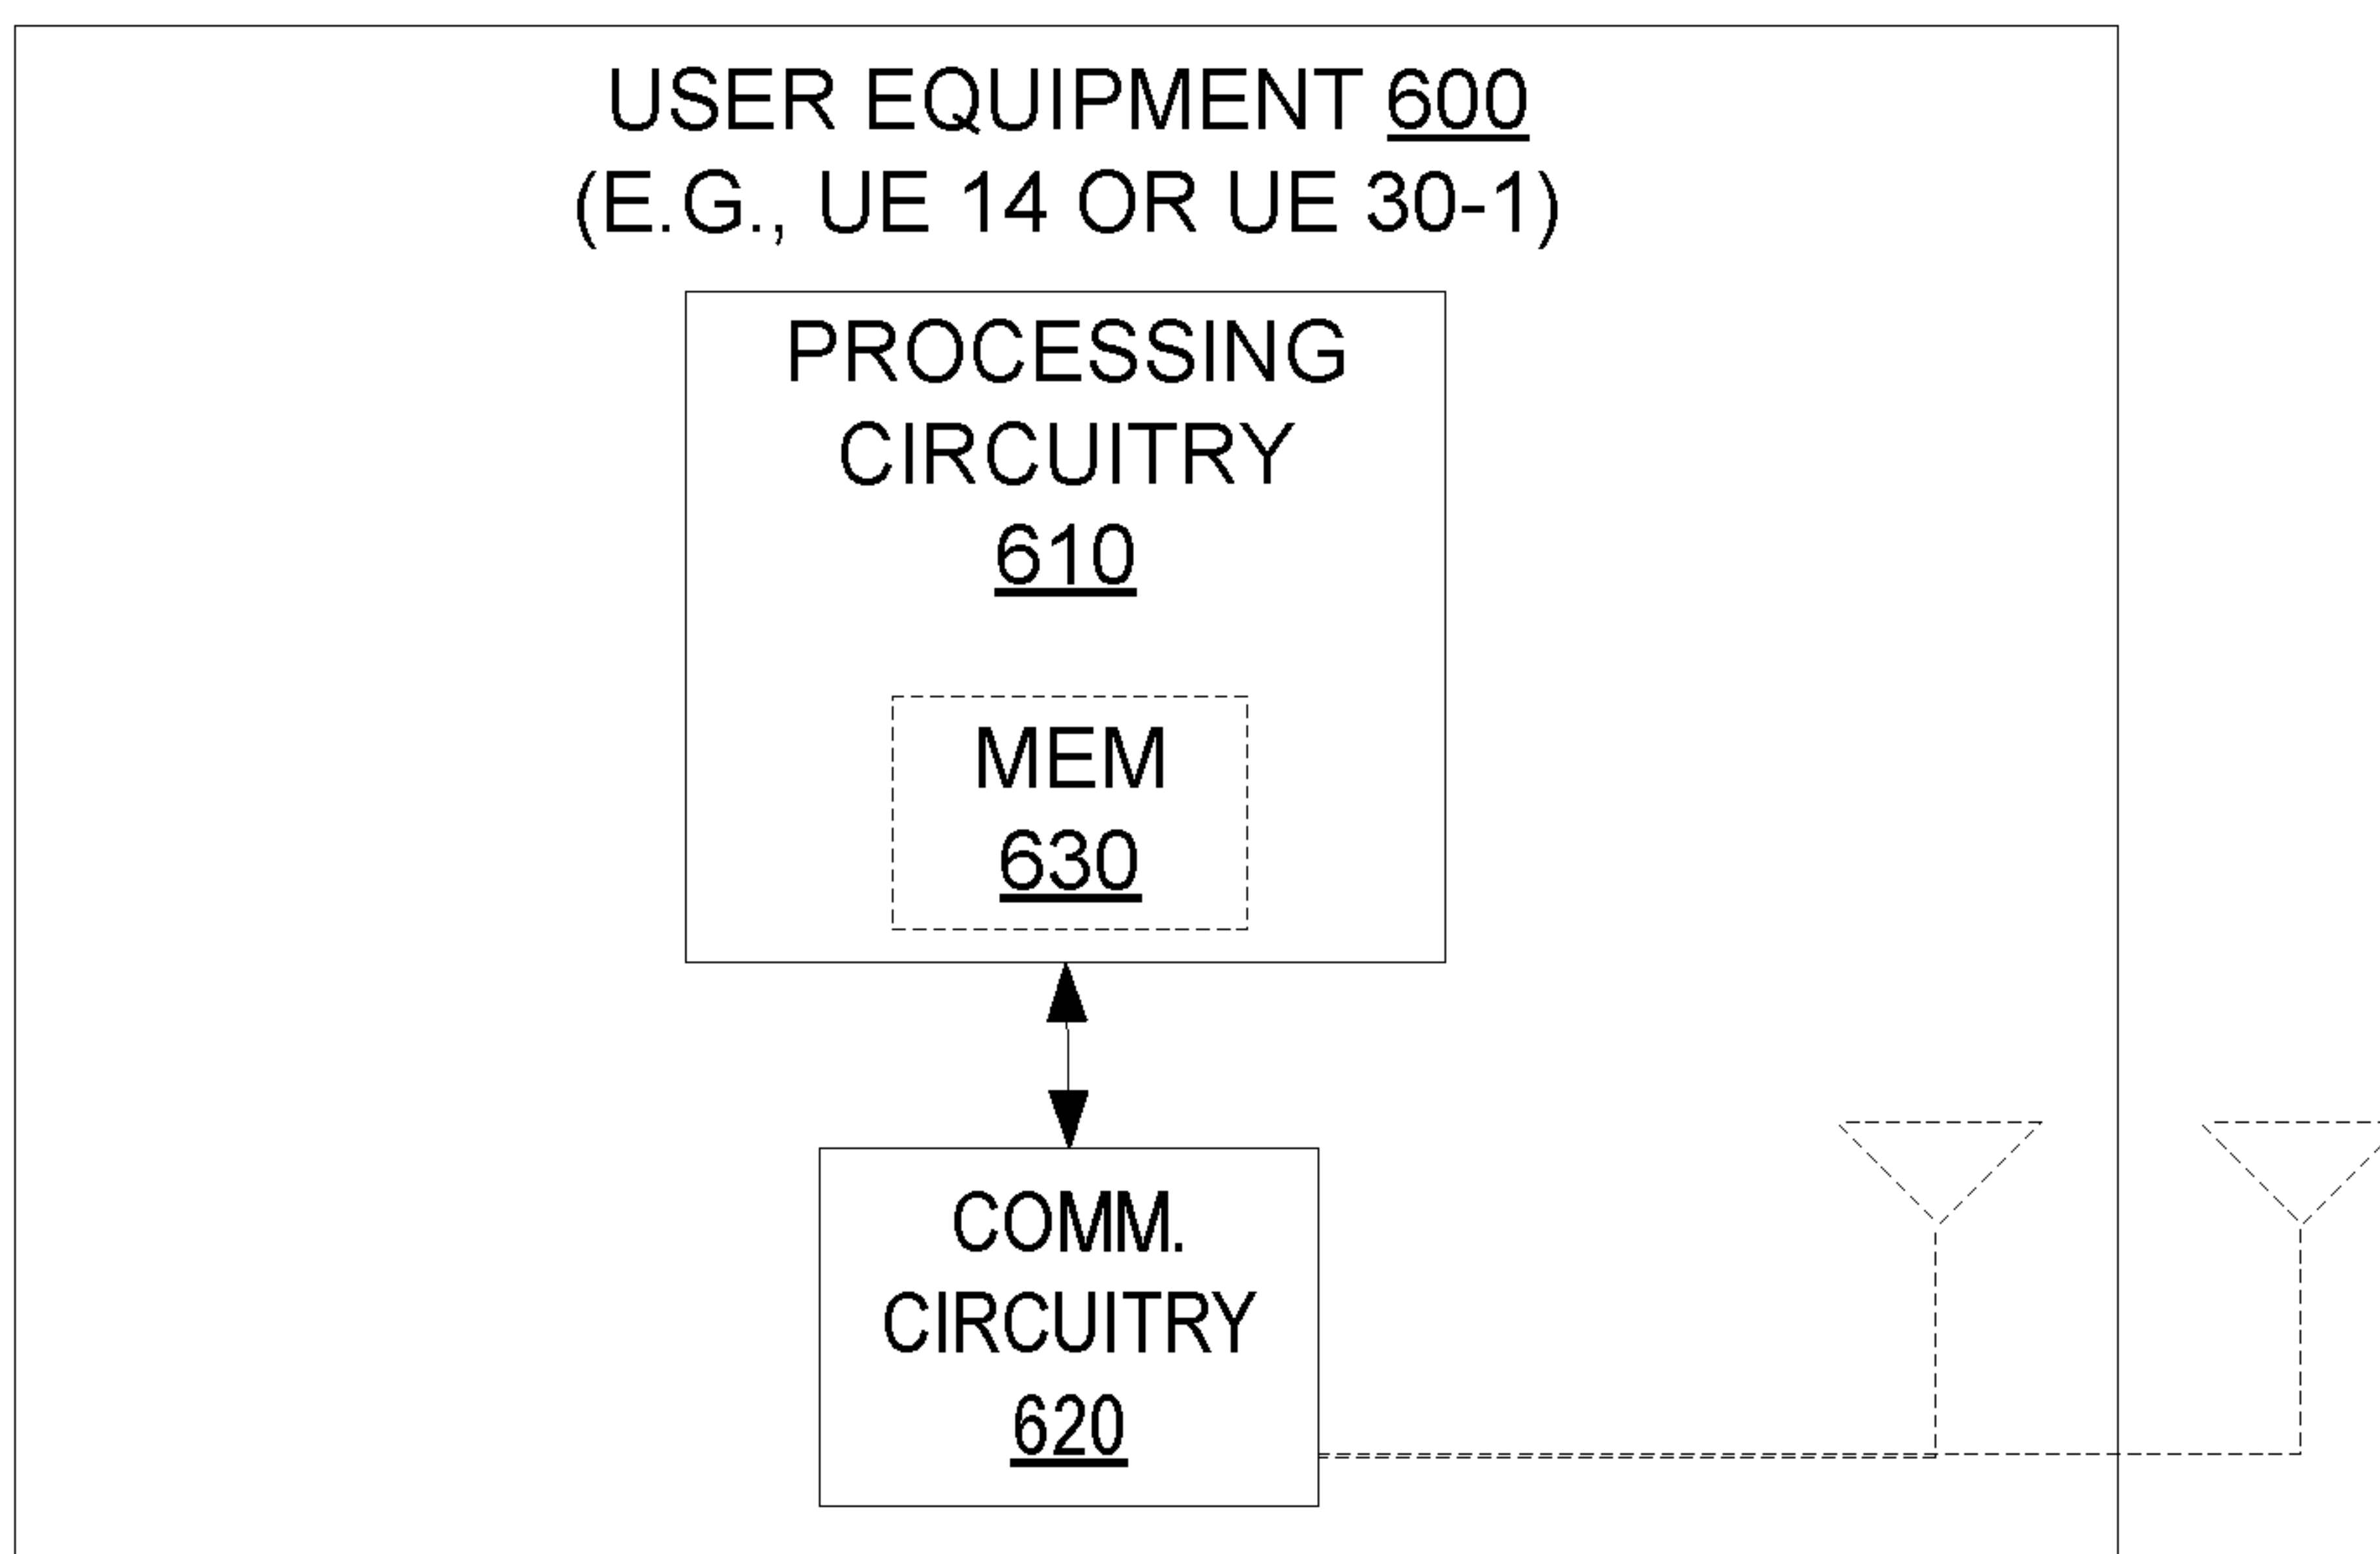 USER EQUIPMENT 600
(E.G., UE 14 OR UE 30-1)
PROCESSING
CIRCUITRY
610
MEM
630
COMM.
CIRCUITRY
620